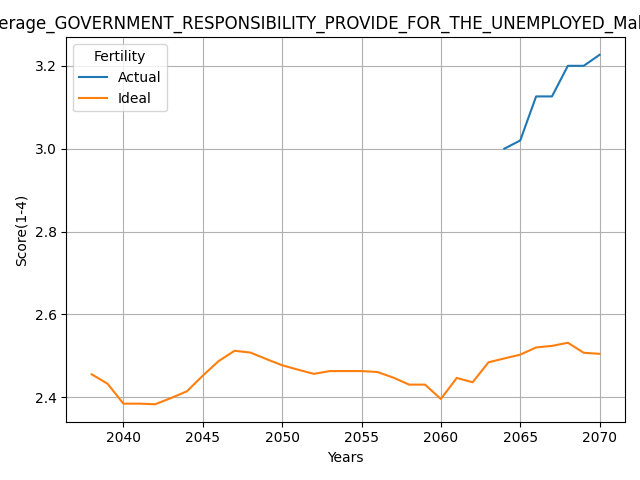 erage_GOVERNMENT_RESPONSIBILITY_PROVIDE_FOR_THE_UNEMPLOYED_Mal
Fertility
Actual
Ideal
3.2
3.0
2.8
2.6
2.4
Score(1-4)
2040 2045 2050 2055 2060 2065 2070
Years